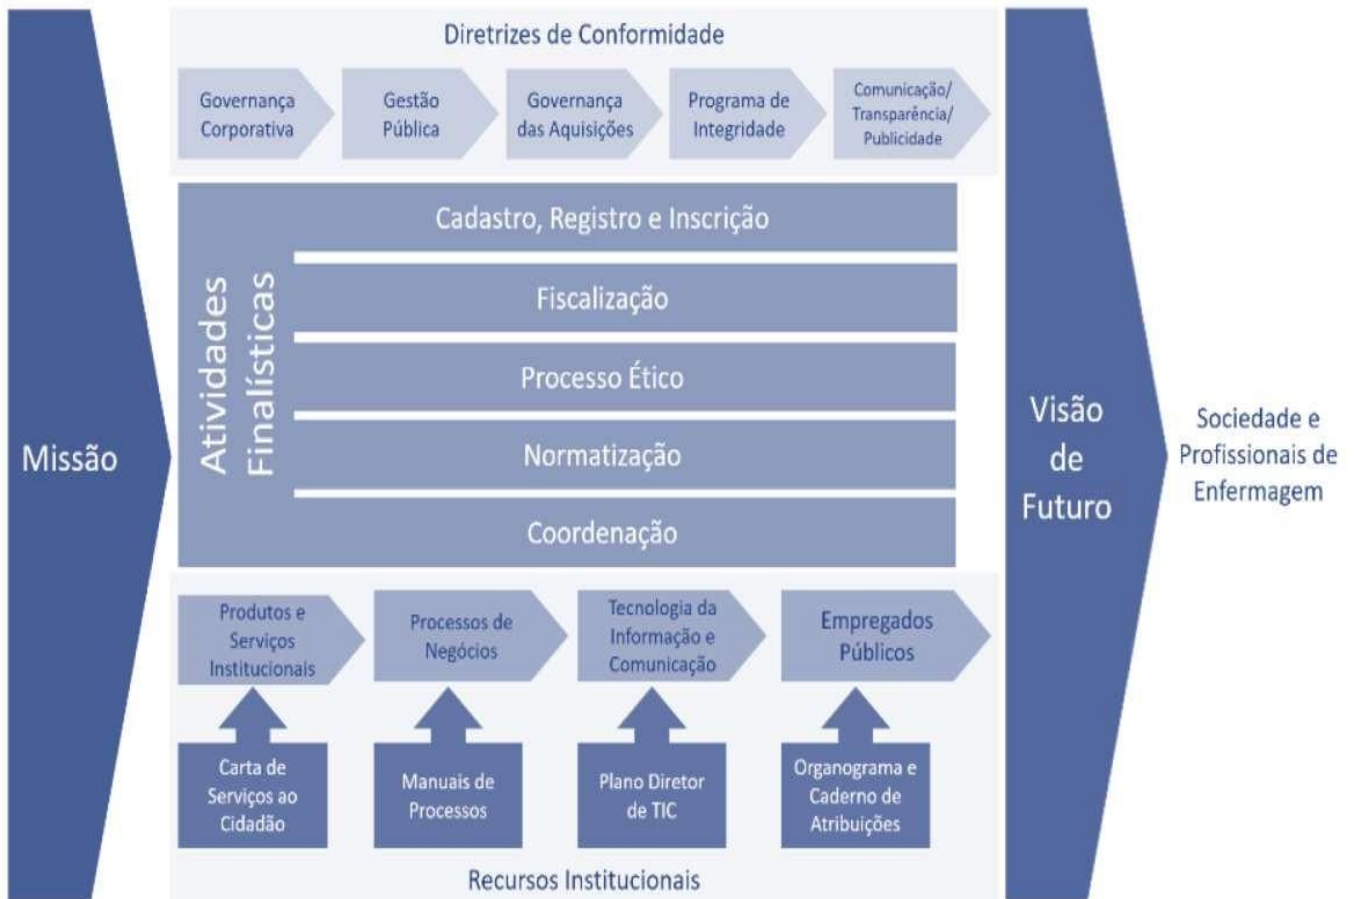 Missão
Diretrizes de Conformidade
Governança
Corporativa
Gestão
Pública
Governança
das Aquisições
Programa de
Integridade
Comunicação/
Transparência/
Publicidade
Atividades
Finalísticas
Cadastro, Registro e Inscrição
Fiscalização
Processo Ético
Normatização
Coordenação
Produtos e
Serviços
Institucionais
Processos de
Negócios
Tecnologia da
Informação e
Comunicação
Empregados
Públicos
Carta de
Serviços ao
Cidadão
Manuais de
Processos
Plano Diretor
de TIC
Organograma e
Caderno de
Atribuições
Recursos Institucionais
Visão
de
Futuro
Sociedade e
Profissionais de
Enfermagem